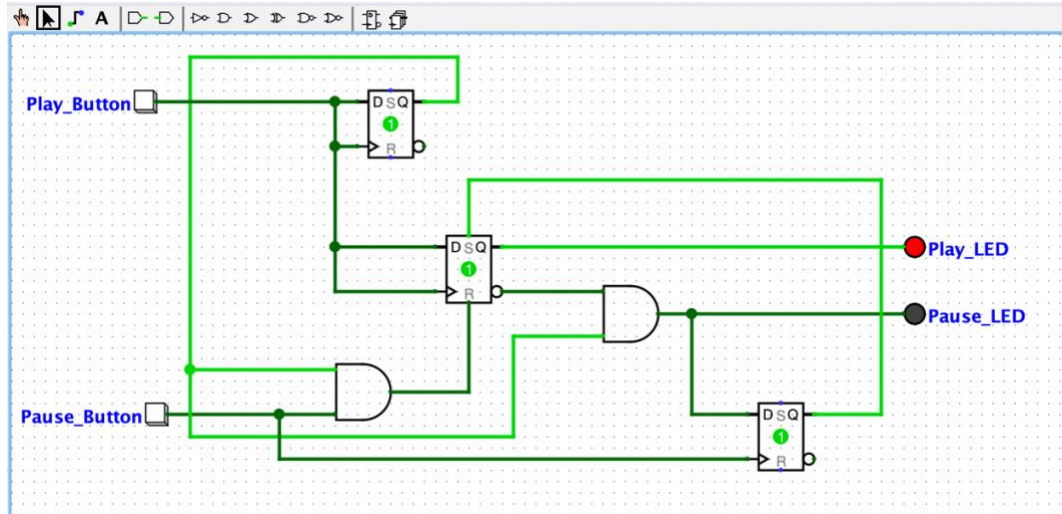 A
Play_Button
D S Q
1
R
D S Q
1
R
Play_LED
Pause_LED
Pause_Button
D S Q
1
R